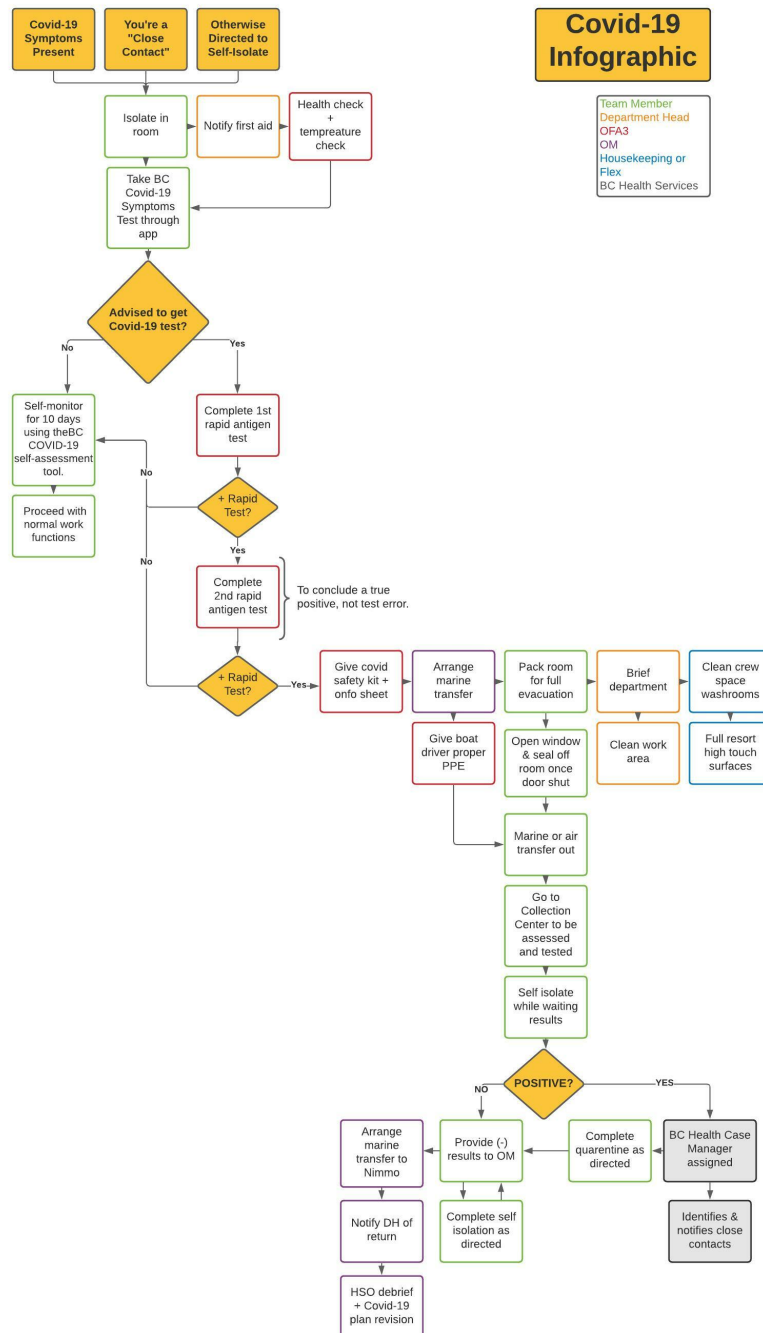 Covid-19
Symptoms
Present
You're a
"Close
Contact"
Otherwise
Directed to
Self-Isolate
Covid-19
Infographic
Team Member
Department Head
OFA3
OM
Housekeeping or
Flex
BC Health Services
Isolate in
room
Notify first aid
Health check
+
tempreature
check
Take BC
Covid-19
Symptoms
Test through
app
Advised to get
Covid-19 test?
No
Yes
Self-monitor
for 10 days
using theBC
COVID-19
self-assessment
tool.
Complete 1st
rapid antigen
test
No
+ Rapid
Test?
Proceed with
normal work
functions
Yes
No
Complete
2nd rapid
antigen test
To conclude a true
positive, not test error.
+ Rapid
Test?
Yes
Give covid
safety kit +
onfo sheet
Arrange
marine
transfer
Pack room
for full
evacuation
Brief
department
Clean crew
space
washrooms
Give boat
driver proper
PPE
Open window
& seal off
room once
door shut
Clean work
area
Full resort
high touch
surfaces
Marine or air
transfer out
Go to
Collection
Center to be
assessed
and tested
Self isolate
while waiting
results
POSITIVE?
NO
YES
Arrange
marine
transfer to
Nimmo
Provide (-)
results to OM
Complete
quarentine as
directed
BC Health Case
Manager
assigned
Notify DH of
return
Complete self
isolation as
directed
Identifies &
notifies close
contacts
HSO debrief
+ Covid-19
plan revision